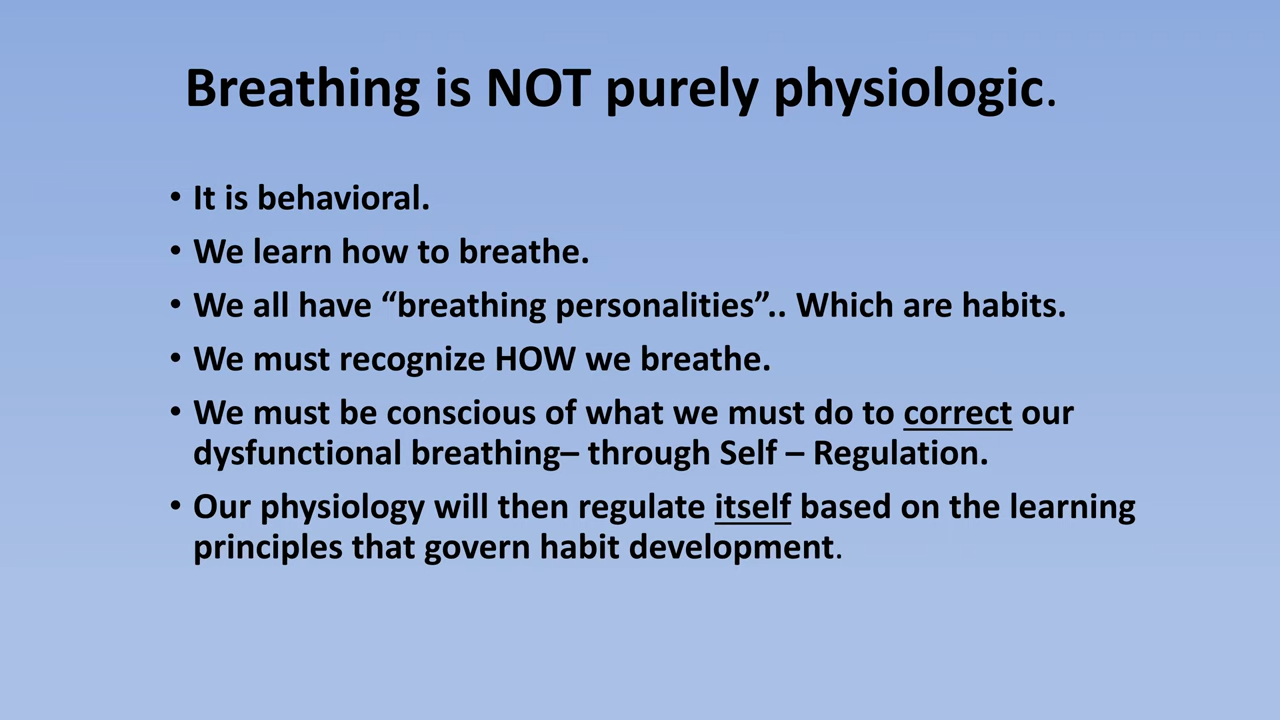 Breathing is NOT purely physiologic.
• It is behavioral.
• We learn how to breathe.
• We all have “breathing personalities”.. Which are habits.
• We must recognize HOW we breathe.
• We must be conscious of what we must do to correct our
dysfunctional breathing– through Self – Regulation.
• Our physiology will then regulate itself based on the learning
principles that govern habit development.